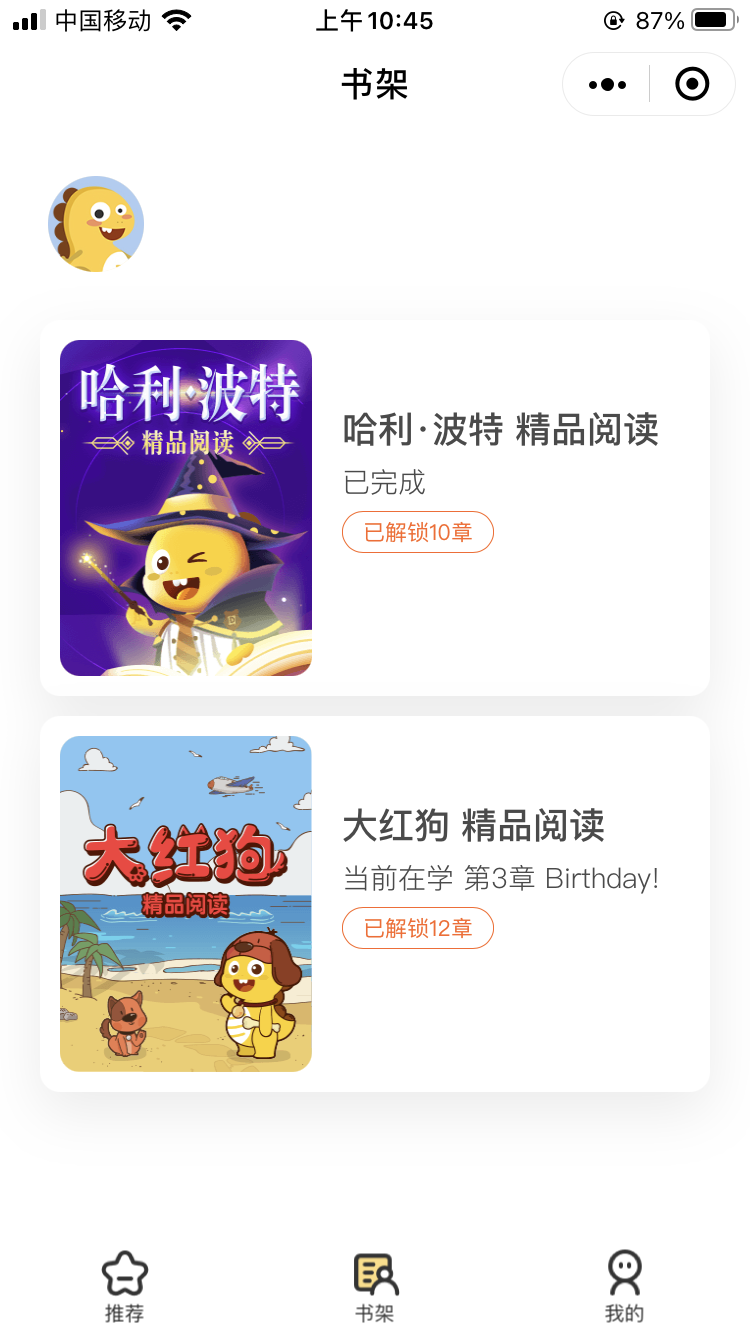 中国移动
上午10:45
87%
书架
哈利·波特
精品阅读
哈利·波特 精品阅读
已完成
已解锁10章
大红狗
精品阅读
大红狗 精品阅读
当前在学 第3章 Birthday!
已解锁12章
推荐
书架
我的